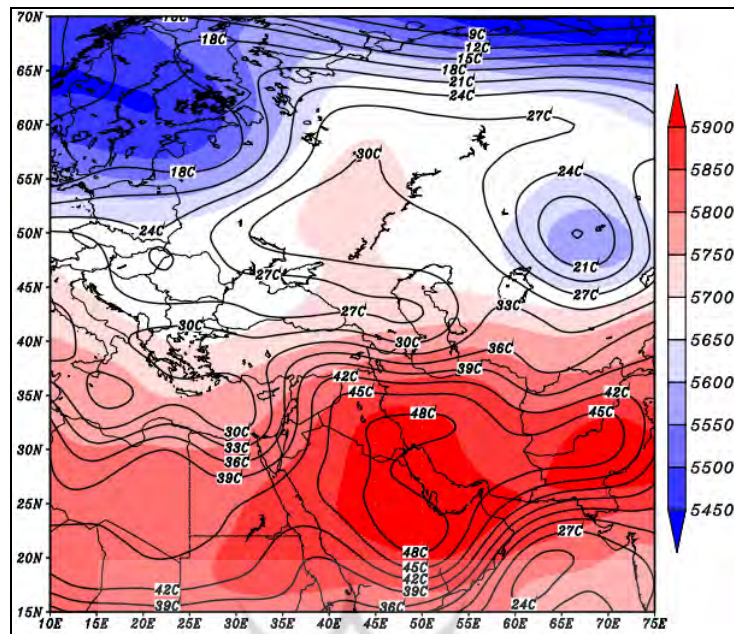 70N
65N
60N
55N
50N
45N
40N
35N
30N
25N
20N
15N
18C
9C
12C
15C
18C
21C
24C
27C
30C
18C
24C
24C
21C
27C
27C
33C
27C
30C
30C
36C
39C
42C
45C
48C
42C
45C
30C
33C
36C
39C
27C
48C
45C
42C
39C
36C
24C
42C
39C
10E 15E 20E 25E 30E 35E 40E 45E 50E 55E 60E 65E 70E 75E
5900
5850
5800
5750
5700
5650
5600
5550
5500
5450